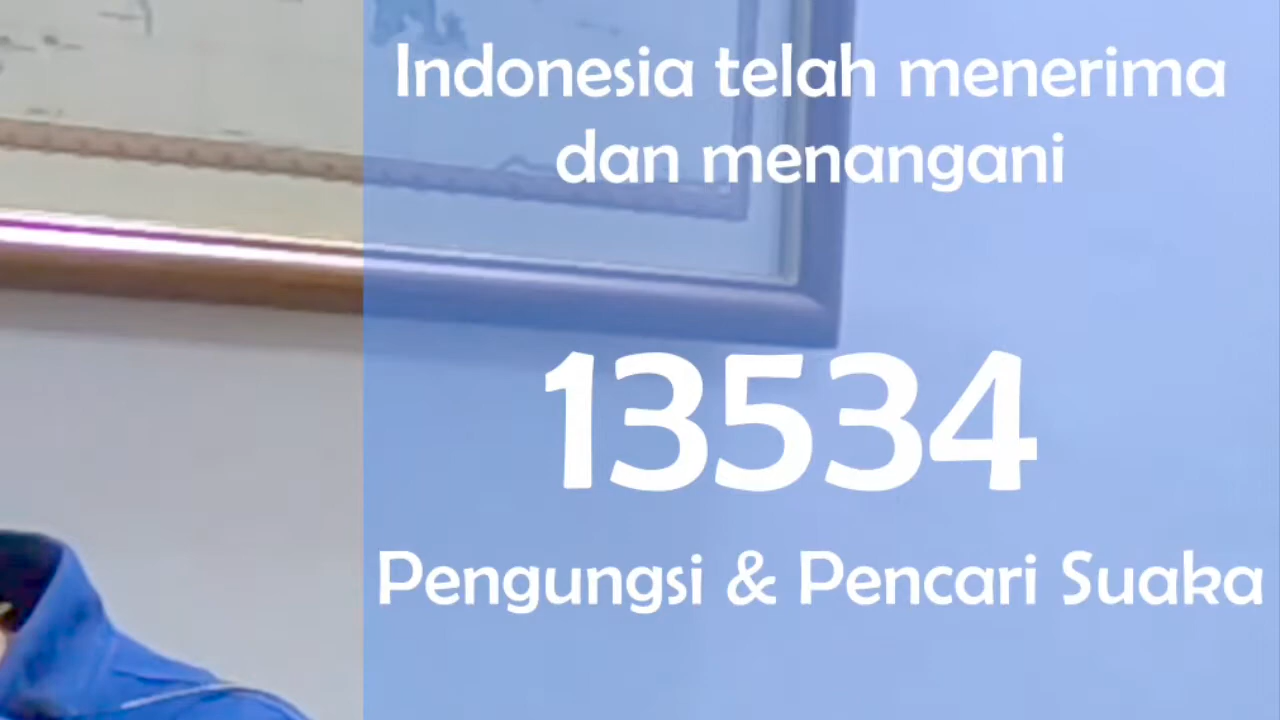 Indonesia telah menerima
dan menangani
13534
Pengungsi & Pencari Suaka